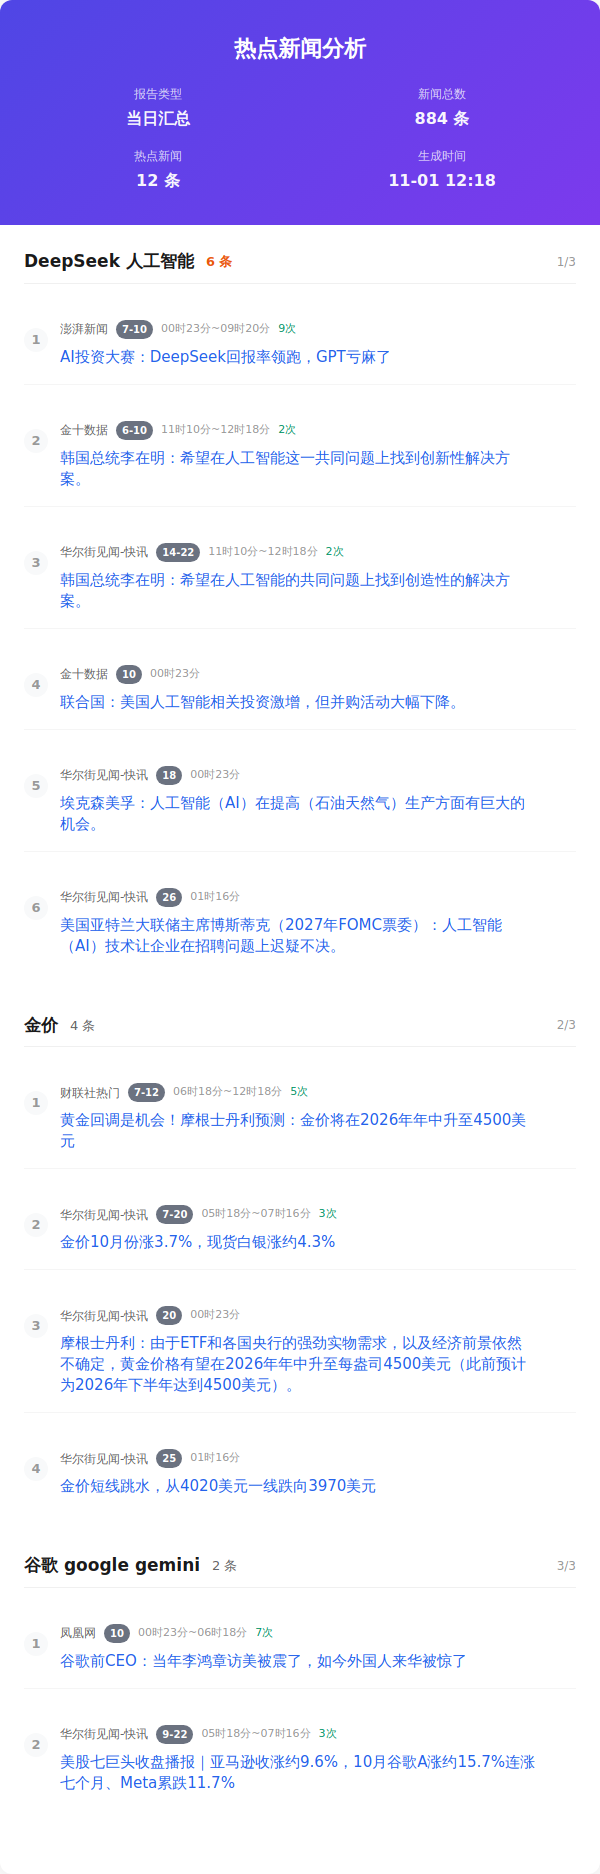 热点新闻分析
报告类型
新闻总数
当日汇总
884 条
热点新闻
生成时间
12 条
11-01 12:18
DeepSeek 人工智能 6 条 1/3
1
澎湃新闻 7-10 00时23分~09时20分 9次
AI投资大赛：DeepSeek回报率领跑，GPT亏麻了
2
金十数据 6-10 11时10分~12时18分 2次
韩国总统李在明：希望在人工智能这一共同问题上找到创新性解决方
案。
3
华尔街见闻-快讯 14-22 11时10分~12时18分 2次
韩国总统李在明：希望在人工智能的共同问题上找到创造性的解决方
案。
4
金十数据 10 00时23分
联合国：美国人工智能相关投资激增，但并购活动大幅下降。
5
华尔街见闻-快讯 18 00时23分
埃克森美孚：人工智能（AI）在提高（石油天然气）生产方面有巨大的
机会。
6
华尔街见闻-快讯 26 01时16分
美国亚特兰大联储主席博斯蒂克（2027年FOMC票委）：人工智能
（AI）技术让企业在招聘问题上迟疑不决。
金价 4 条 2/3
1
财联社热门 7-12 06时18分~12时18分 5次
黄金回调是机会！摩根士丹利预测：金价将在2026年年中升至4500美
元
2
华尔街见闻-快讯 7-20 05时18分~07时16分 3次
金价10月份涨3.7%，现货白银涨约4.3%
3
华尔街见闻-快讯 20 00时23分
摩根士丹利：由于ETF和各国央行的强劲实物需求，以及经济前景依然
不确定，黄金价格有望在2026年年中升至每盎司4500美元（此前预计
为2026年下半年达到4500美元）。
4
华尔街见闻-快讯 25 01时16分
金价短线跳水，从4020美元一线跌向3970美元
谷歌 google gemini 2 条 3/3
1
凤凰网 10 00时23分~06时18分 7次
谷歌前CEO：当年李鸿章访美被震了，如今外国人来华被惊了
2
华尔街见闻-快讯 9-22 05时18分~07时16分 3次
美股七巨头收盘播报｜亚马逊收涨约9.6%，10月谷歌A涨约15.7%连涨
七个月、Meta累跌11.7%